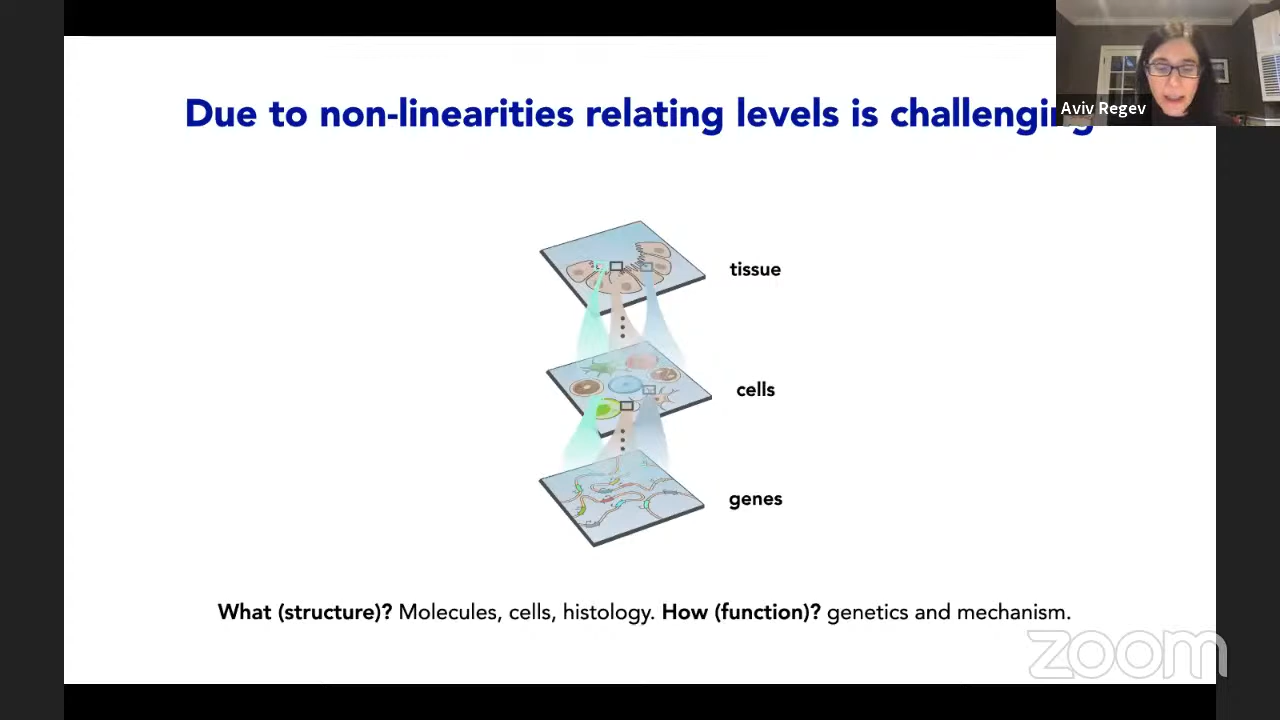 Due to non-linearities relating levels is challenging
Aviv Regev
tissue
cells
genes
What (structure)? Molecules, cells, histology. How (function)? genetics and mechanism.
zoom